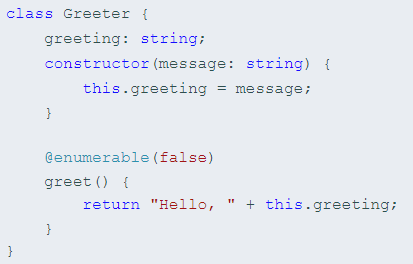 class Greeter {
    greeting: string;
    constructor(message: string) {
        this.greeting = message;
    }

    @enumerable(false)
    greet() {
        return "Hello, " + this.greeting;
    }
}